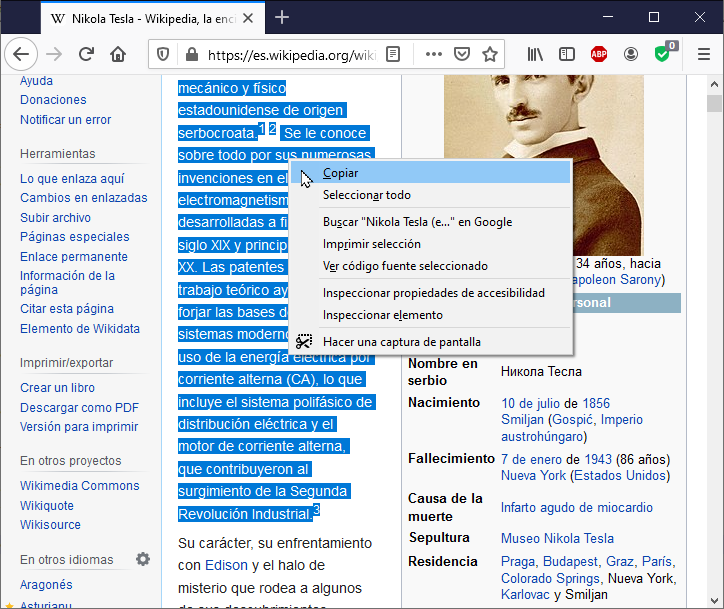 W Nikola Tesla - Wikipedia, la enc
https://es.wikipedia.org/wiki
ABP
0
Ayuda
Donaciones
Notificar un error
Herramientas
Lo que enlaza aquí
Cambios en enlazadas
Subir archivo
Páginas especiales
Enlace permanente
Información de la
página
Citar esta página
Elemento de Wikidata
Imprimir/exportar
Crear un libro
Descargar como PDF
Versión para imprimir
En otros proyectos
Wikimedia Commons
Wikiquote
Wikisource
En otros idiomas
Aragonés
Asturianu
mecánico y físico
estadounidense de origen
serbocroata.1 2 Se le conoce
sobre todo por sus numerosas
invenciones en el
electromagnetism
desarrolladas a fi
siglo XIX y princip
XX. Las patentes
trabajo teórico ay
forjar las bases de
sistemas moderno
uso de la energía eléctrica por
corriente alterna (CA), lo que
incluye el sistema polifásico de
distribución eléctrica y el
motor de corriente alterna,
que contribuyeron al
surgimiento de la Segunda
Revolución Industrial.3
Su carácter, su enfrentamiento
con Edison y el halo de
misterio que rodea a algunos
de sus descubrimientos
Copiar
Seleccionar todo
Buscar "Nikola Tesla (e..." en Google
Imprimir selección
Ver código fuente seleccionado
Inspeccionar propiedades de accesibilidad
Inspeccionar elemento
Hacer una captura de pantalla
34 años, hacia
apoleon Sarony)
rsonal
Nombre en
serbio
Никола Тесла
Nacimiento
10 de julio de 1856
Smiljan (Gospić, Imperio
austrohúngaro)
Fallecimiento
7 de enero de 1943 (86 años)
Nueva York (Estados Unidos)
Causa de la
muerte
Infarto agudo de miocardio
Sepultura
Museo Nikola Tesla
Residencia
Praga, Budapest, Graz, París,
Colorado Springs, Nueva York,
Karlovac y Smiljan